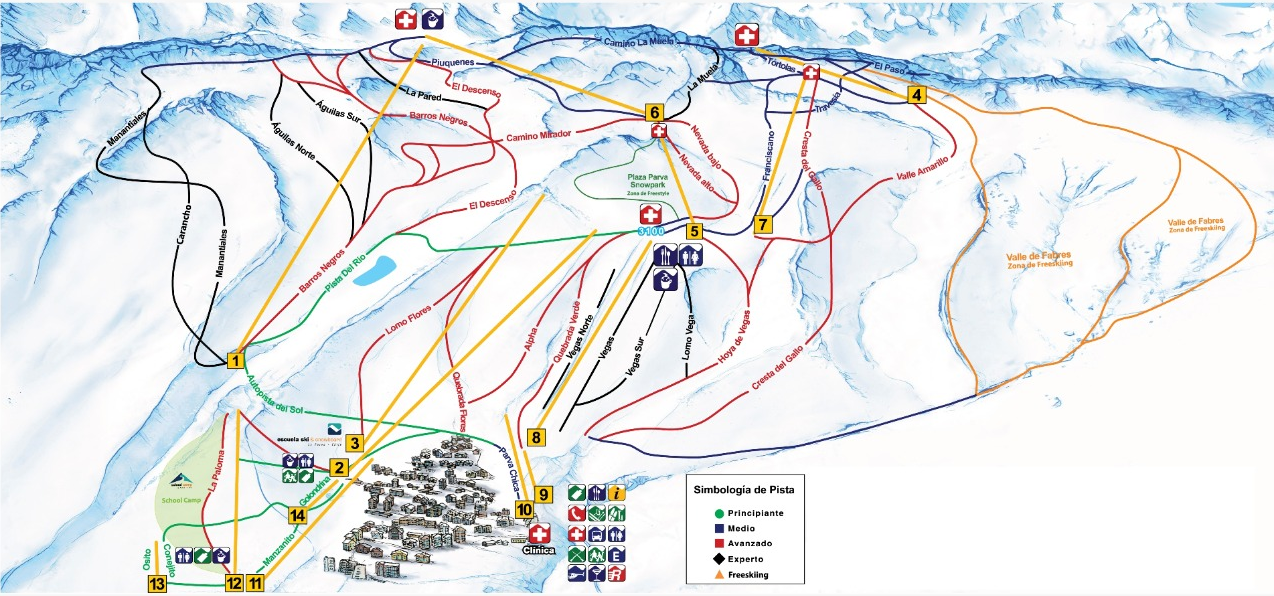 Camino La Muela
Piuquenes
Tórtolas
El Paso
La Muela
El Descenso
La Pared
4
Manantiales
Águilas Sur
Barros Negros
6
Travesía
Águilas Norte
Camino Mirador
Nevada bajo
Nevada alto
Franciscano
Cresta Del Gallo
Valle Amarillo
Plaza Parva
Snowpark
Zona de Freestyle
El Descenso
Carancho
Manantiales
3100
5
7
Valle de Fabres
Zona de Freeskiing
Valle de Fabres
Zona de Freeskiing
Barros Negros
Pista Del Río
Lomo Flores
Alpha
Quebrada Verde
Vegas Norte
Vegas
Vegas Sur
Lomo Vega
Hoya de Vegas
Cresta del Gallo
1
Autopista del Sol
Quebrada Flores
escuela ski
3
8
2
La Paloma
School Camp
Golondrina
Parva Chica
9
10
14
Clínica
Manzanito
Osito
Conejito
13
12
11
i
E
Simbología de Pista
Principiante
Medio
Avanzado
Experto
Freeskiing